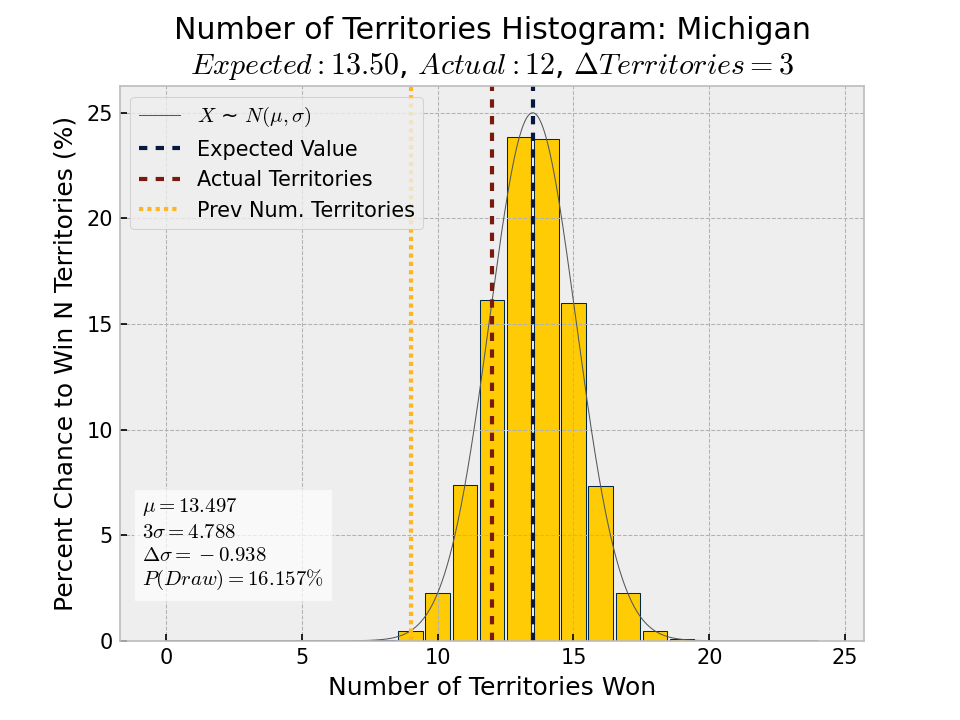 Number of Territories Histogram: Michigan
Expected : 13.50, Actual : 12, ΔTerritories = 3
Percent Chance to Win N Territories (%)
25
20
15
10
5
0
X ~ N(μ, σ)
Expected Value
Actual Territories
Prev Num. Territories
μ = 13.497
3σ = 4.788
Δσ = −0.938
P(Draw) = 16.157%
0 5 10 15 20 25
Number of Territories Won